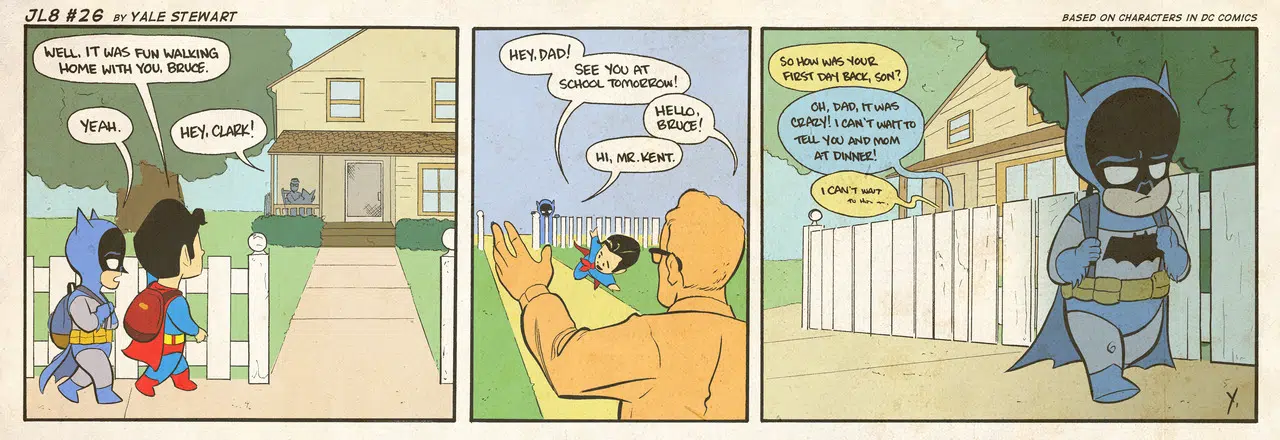 JL8 #26 BY YALE STEWART
BASED ON CHARACTERS IN DC COMICS
WELL, IT WAS FUN WALKING
HOME WITH YOU, BRUCE.
YEAH.
HEY, CLARK!
HEY, DAD!
SEE YOU AT
SCHOOL TOMORROW!
HELLO,
BRUCE!
HI, MR. KENT.
SO HOW WAS YOUR
FIRST DAY BACK, SON?
OH, DAD, IT WAS
CRAZY! I CAN'T WAIT TO
TELL YOU AND MOM
AT DINNER!
I CAN'T WAIT
TO
Y.